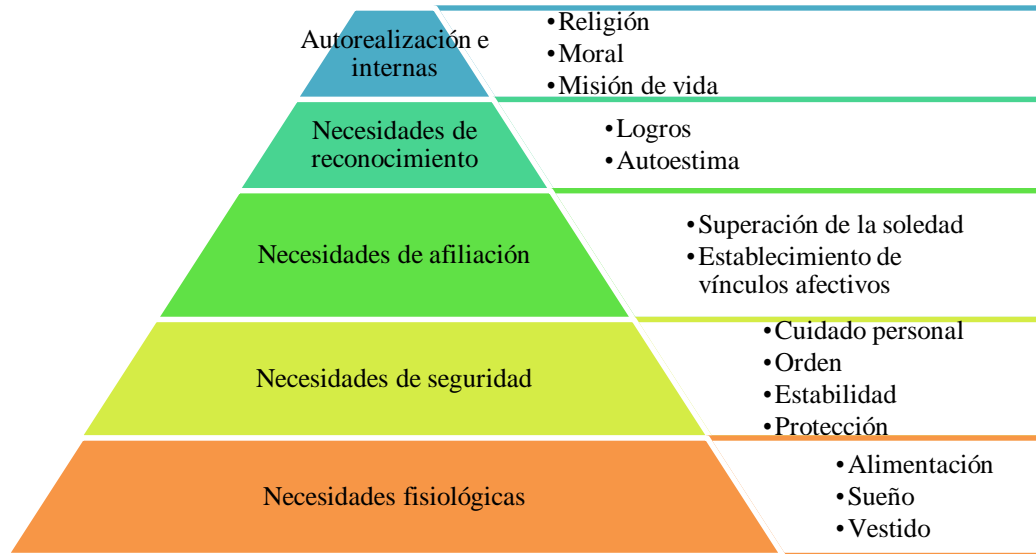 Autorealización e
internas
•Religión
•Moral
•Misión de vida
Necesidades de
reconocimiento
•Logros
•Autoestima
Necesidades de afiliación
•Superación de la soledad
•Establecimiento de
vínculos afectivos
Necesidades de seguridad
•Cuidado personal
•Orden
•Estabilidad
•Protección
Necesidades fisiológicas
•Alimentación
•Sueño
•Vestido